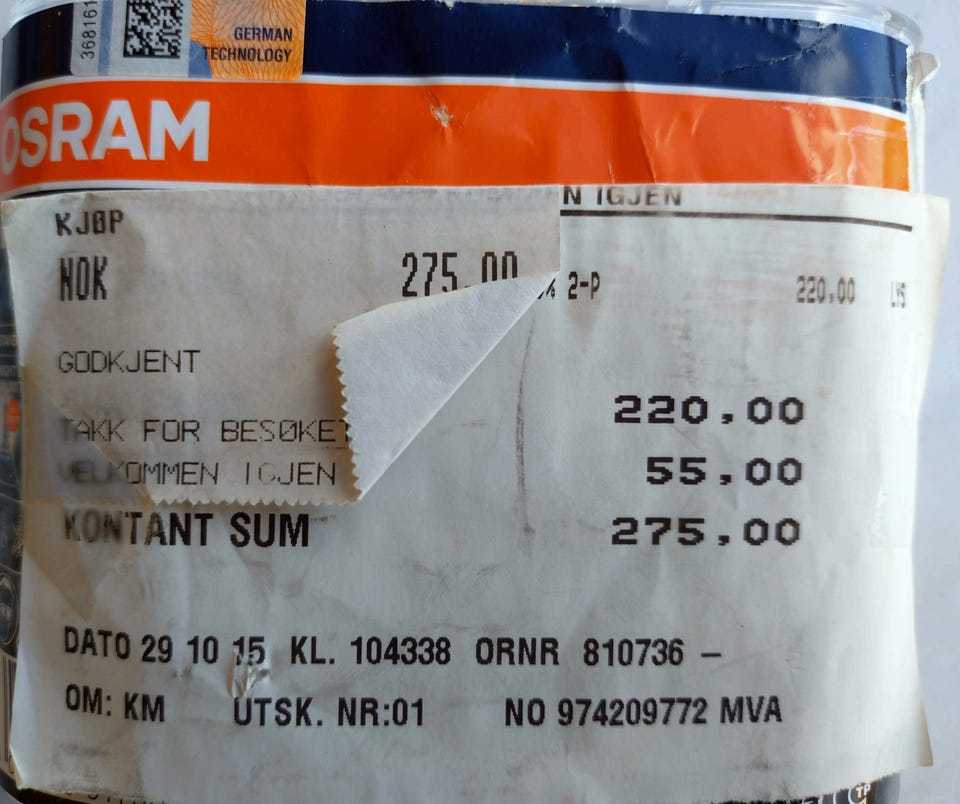 368161
GERMAN
TECHNOLOGY
OSRAM
N IGJEN
KJØP
NOK 275.00
2-P 220,00 LYS
GODKJENT
220,00
TAKK FOR BESØKET
55,00
VELKOMMEN IGJEN
KONTANT SUM 275,00
DATO 29 10 15 KL. 104338 ORNR 810736 –
OM: KM UTSK. NR:01 NO 974209772 MVA